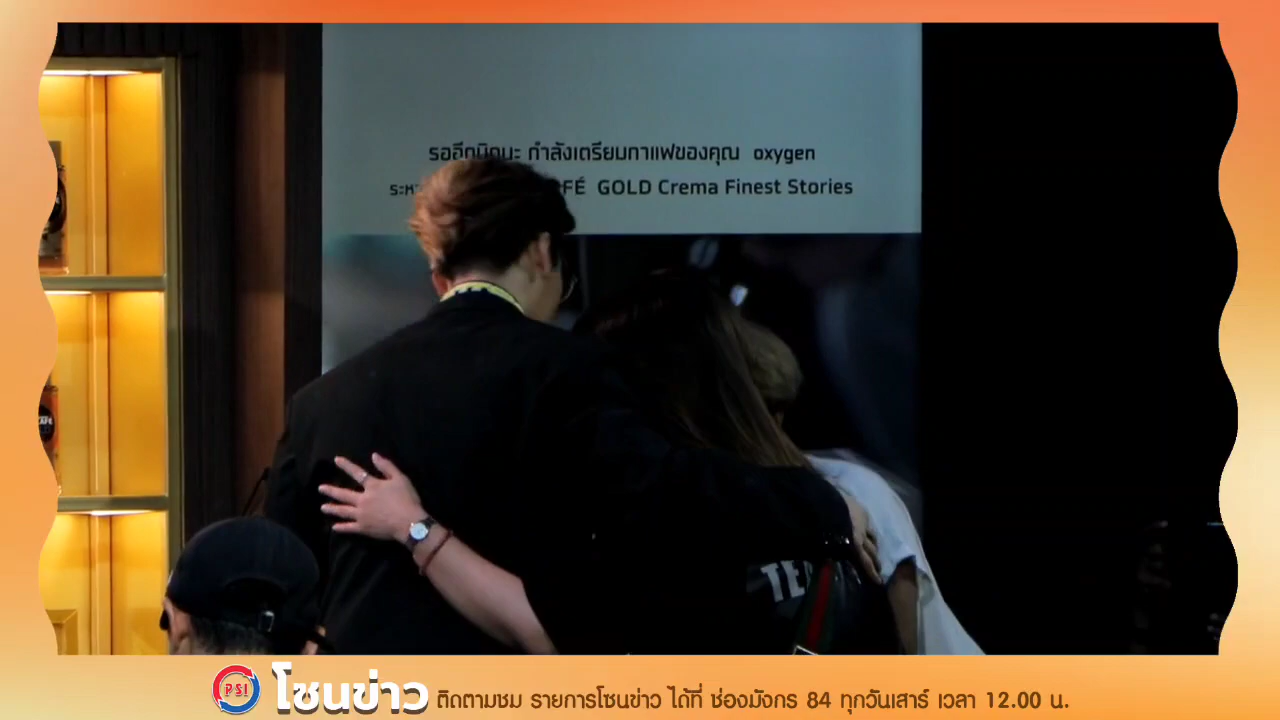 รออีกนิดนะ กำลังเตรียมกาแฟของคุณ oxygen
GOLD Crema Finest Stories
TE
PSI โซนข่าว ติดตามชม รายการโซนข่าว ได้ที่ ช่องมังกร 84 ทุกวันเสาร์ เวลา 12.00 น.